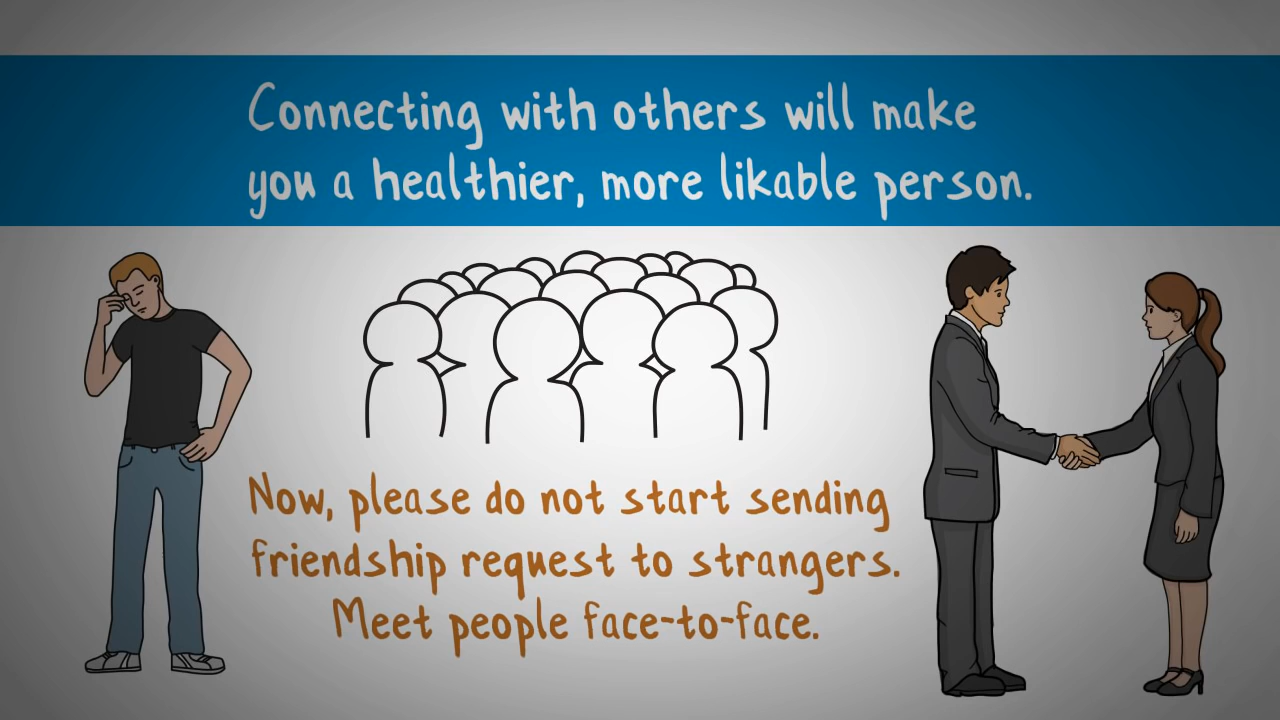 Connecting with others will make
you a healthier, more likable person.
Now, please do not start sending
friendship request to strangers.
Meet people face-to-face.